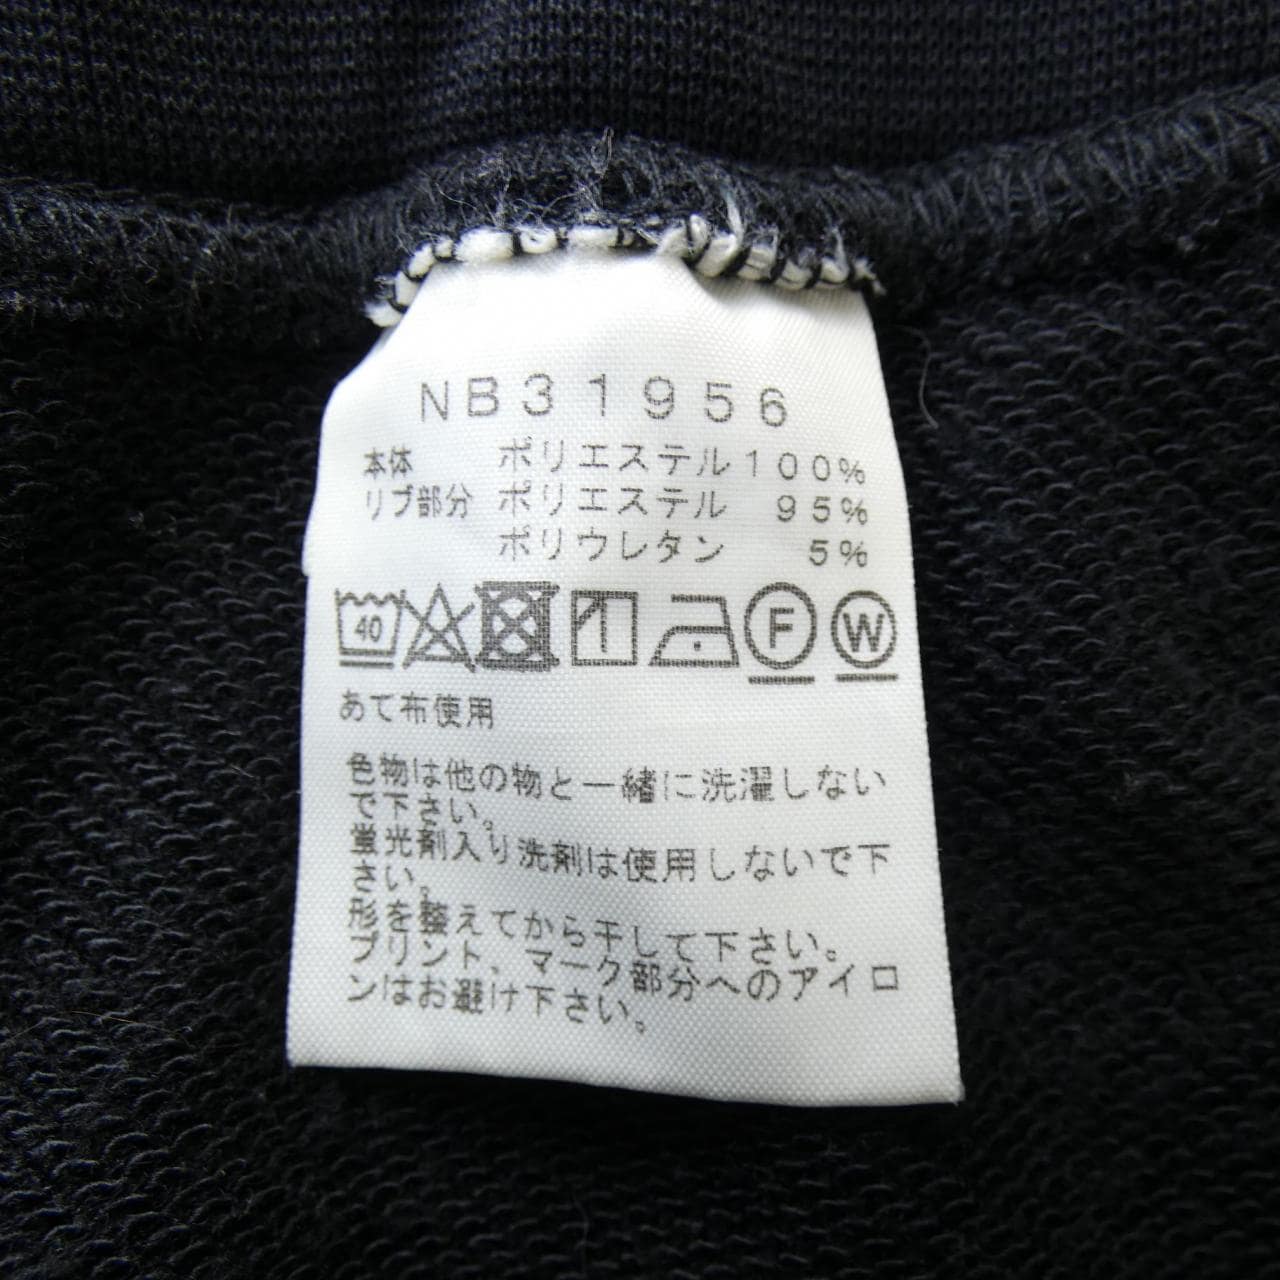 NB31956
本体 ポリエステル 100%
リブ部分 ポリエステル 95%
ポリウレタン 5%
40 F W
あて布使用
色物は他の物と一緒に洗濯しない
で下さい。
蛍光剤入り洗剤は使用しないで下
さい。
形を整えてから干して下さい。
プリント、マーク部分へのアイロ
ンはお避け下さい。